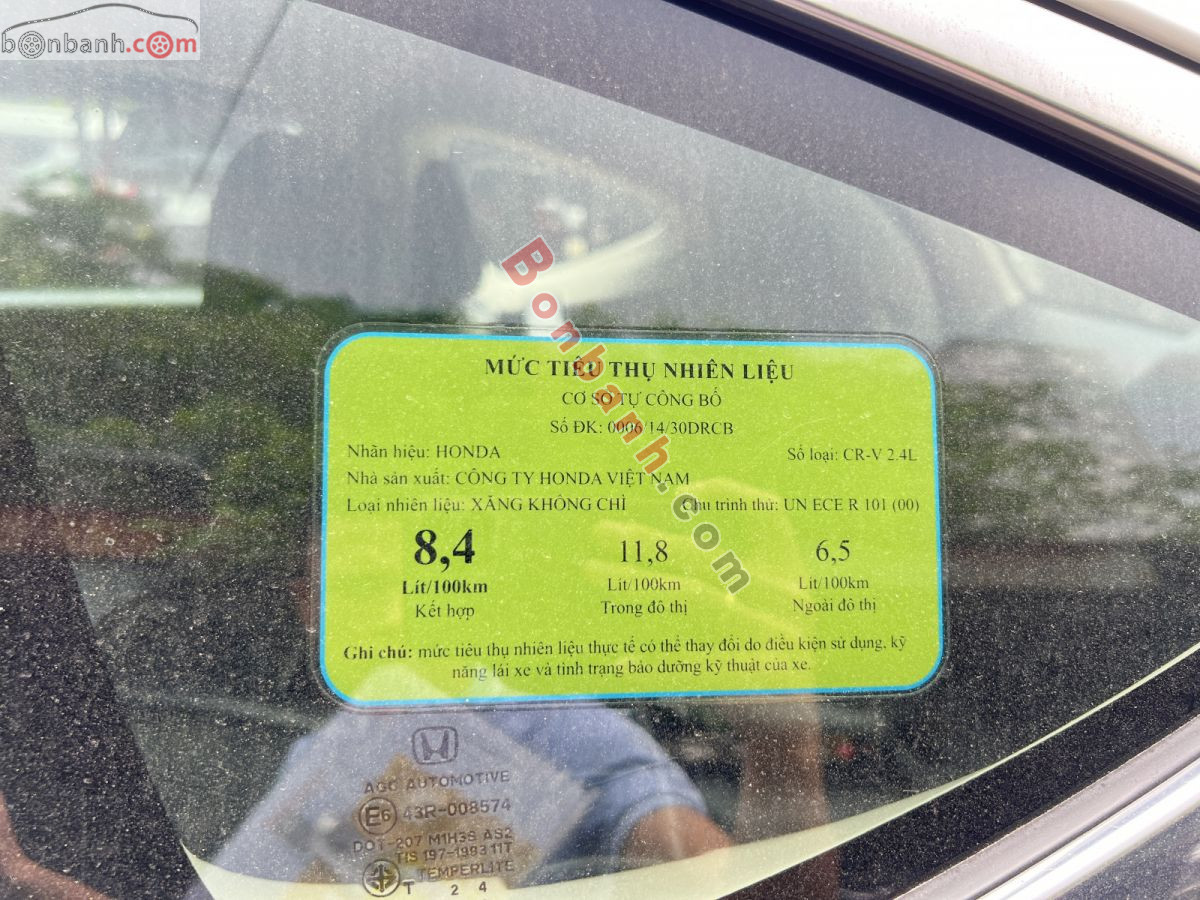 bonbanh.com
Bonbanh.com
MỨC TIÊU THỤ NHIÊN LIỆU
CƠ SỞ TỰ CÔNG BỐ
Số ĐK: 0006/14/30DRCB
Nhãn hiệu: HONDA Số loại: CR-V 2.4L
Nhà sản xuất: CÔNG TY HONDA VIỆT NAM
Loại nhiên liệu: XĂNG KHÔNG CHÌ Chu trình thử: UN ECE R 101 (00)
8,4 11,8 6,5
Lít/100km Lít/100km Lít/100km
Kết hợp Trong đô thị Ngoài đô thị
Ghi chú: mức tiêu thụ nhiên liệu thực tế có thể thay đổi do điều kiện sử dụng, kỹ
năng lái xe và tình trạng bảo dưỡng kỹ thuật của xe.
AGC AUTOMOTIVE
E6 43R-008574
DOT-207 M1H3S AS2
TIS 197-1993 11T
TEMPERLITE
T 2 4